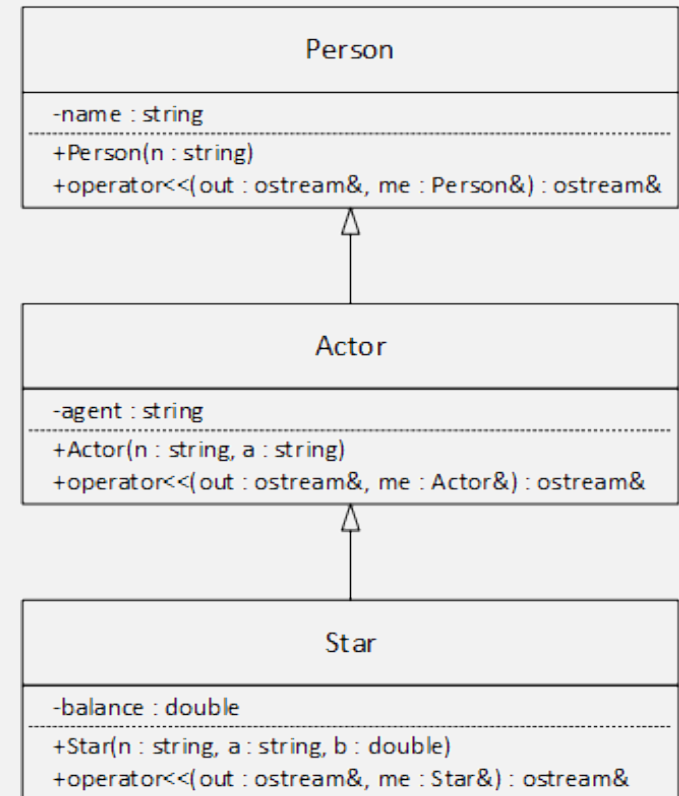 Person
-name : string
+Person(n : string)
+operator<<(out : ostream&, me : Person&) : ostream&
Actor
-agent : string
+Actor(n : string, a : string)
+operator<<(out : ostream&, me : Actor&) : ostream&
Star
-balance : double
+Star(n : string, a : string, b : double)
+operator<<(out : ostream&, me : Star&) : ostream&